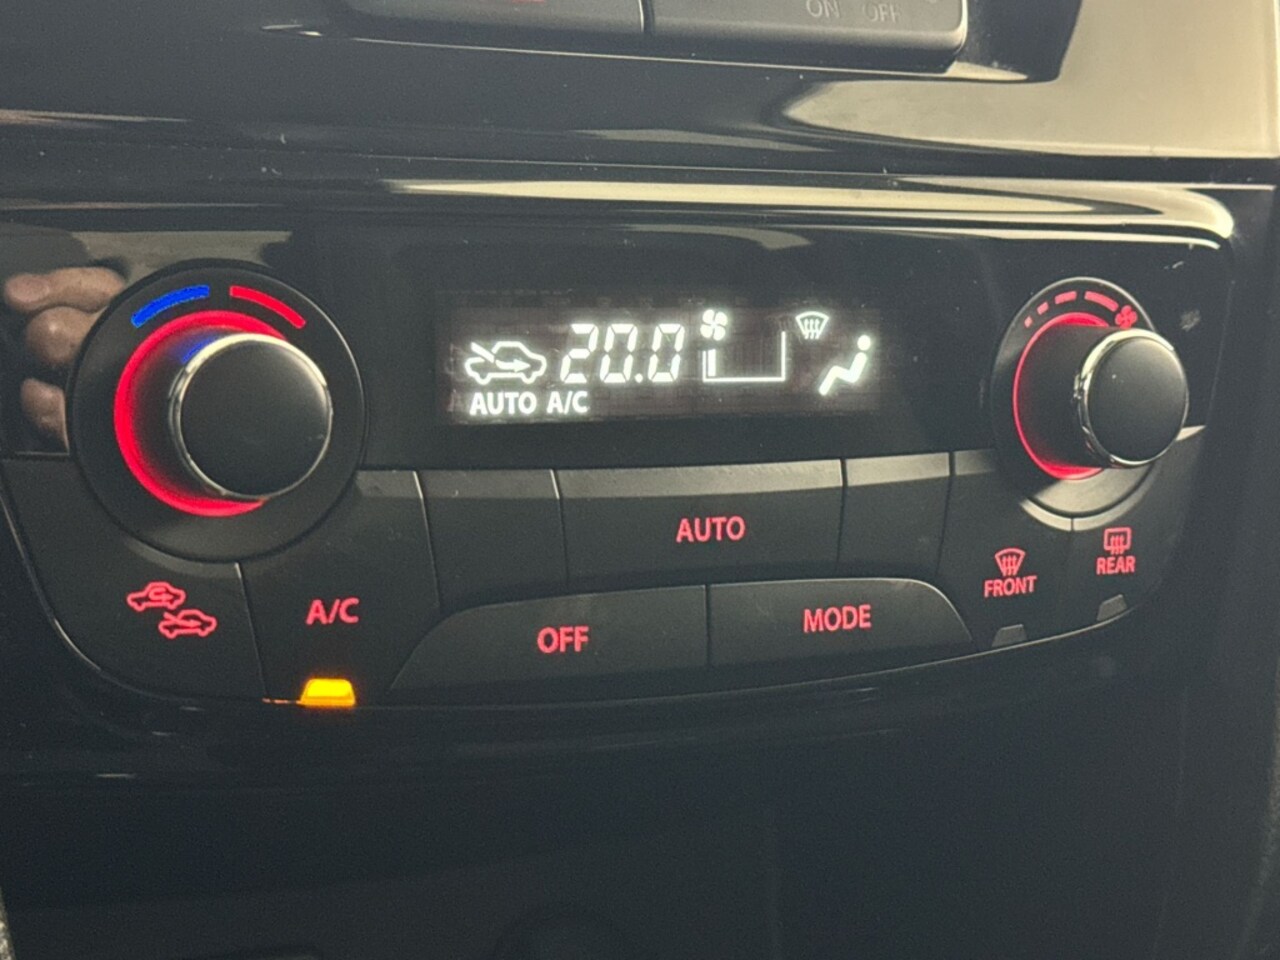 ON OFF
20.0
AUTO A/C
AUTO
A/C
OFF
MODE
FRONT
REAR